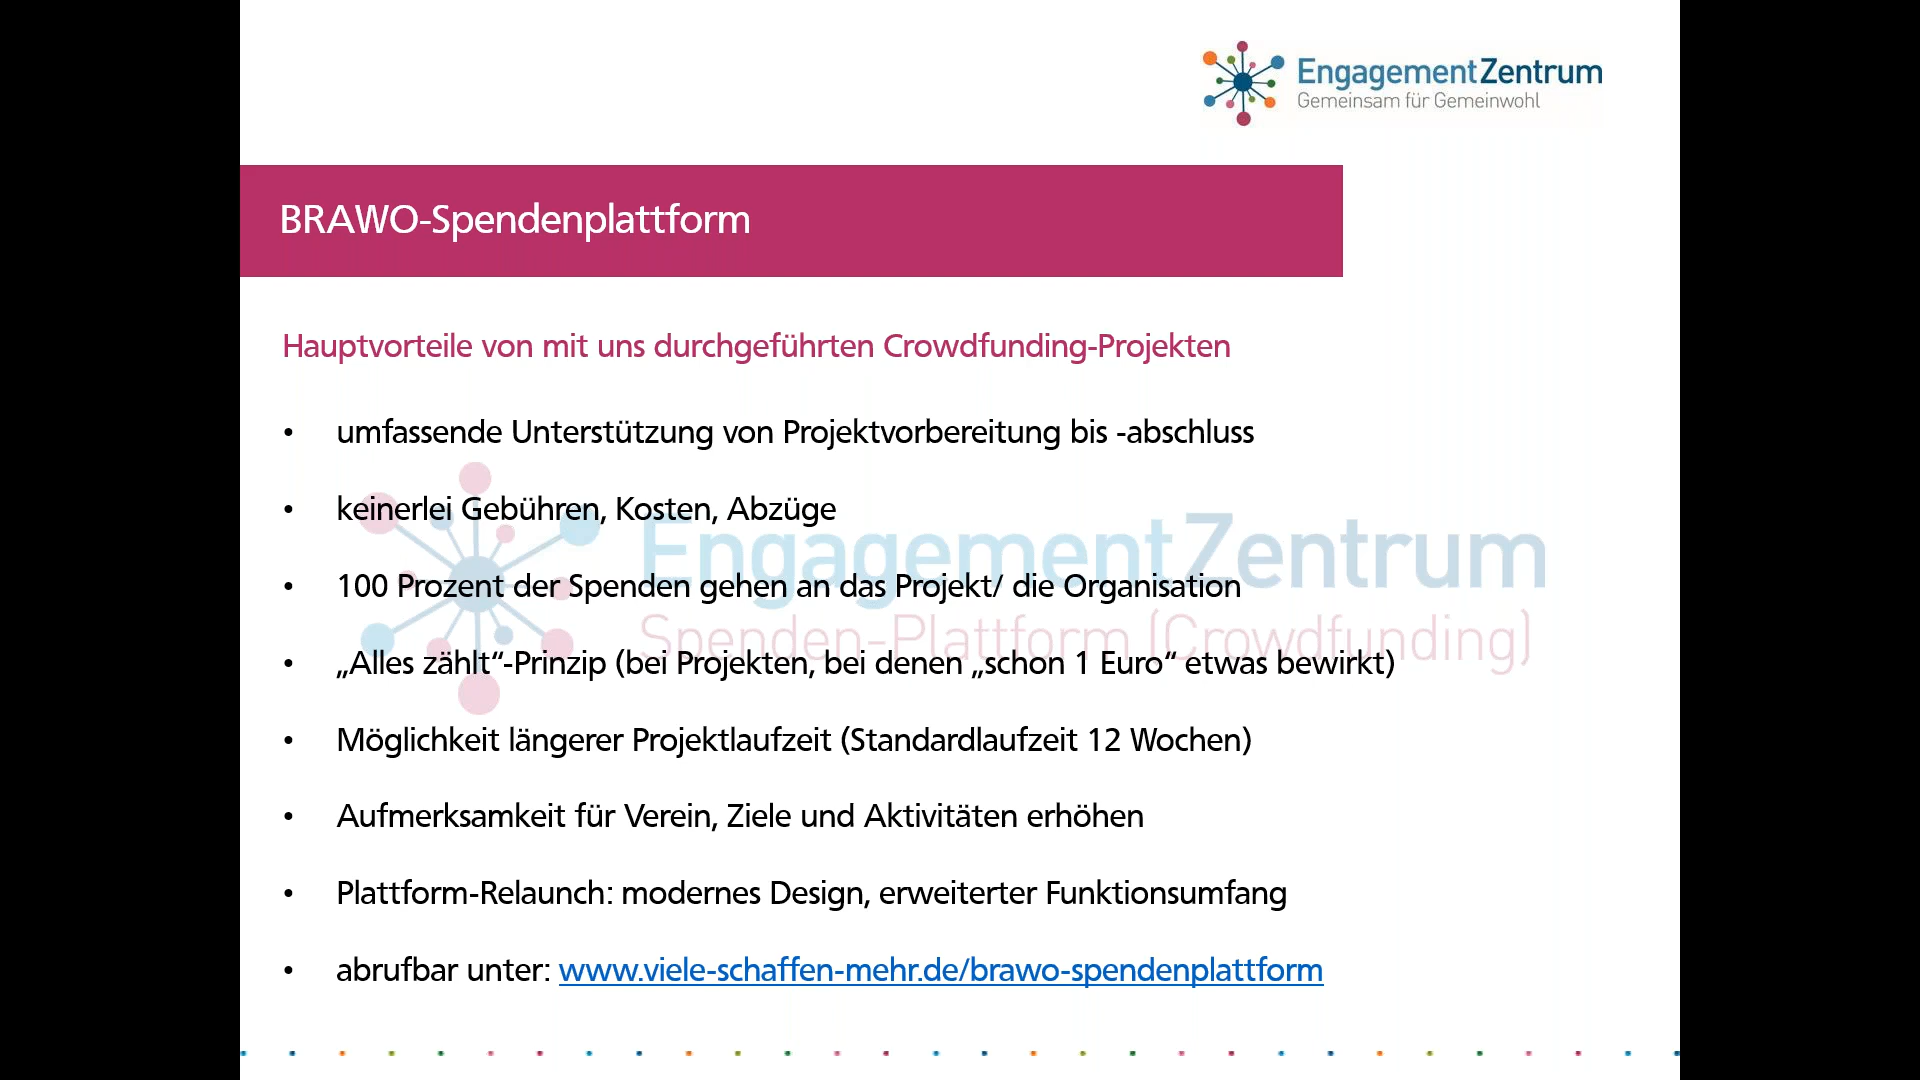 EngagementZentrum
Gemeinsam für Gemeinwohl
BRAWO-Spendenplattform
Hauptvorteile von mit uns durchgeführten Crowdfunding-Projekten
• umfassende Unterstützung von Projektvorbereitung bis -abschluss
• keinerlei Gebühren, Kosten, Abzüge
EngagementZentrum
• 100 Prozent der Spenden gehen an das Projekt/ die Organisation
Spenden-Plattform (Crowdfunding)
• „Alles zählt“-Prinzip (bei Projekten, bei denen „schon 1 Euro“ etwas bewirkt)
• Möglichkeit längerer Projektlaufzeit (Standardlaufzeit 12 Wochen)
• Aufmerksamkeit für Verein, Ziele und Aktivitäten erhöhen
• Plattform-Relaunch: modernes Design, erweiterter Funktionsumfang
• abrufbar unter: www.viele-schaffen-mehr.de/brawo-spendenplattform